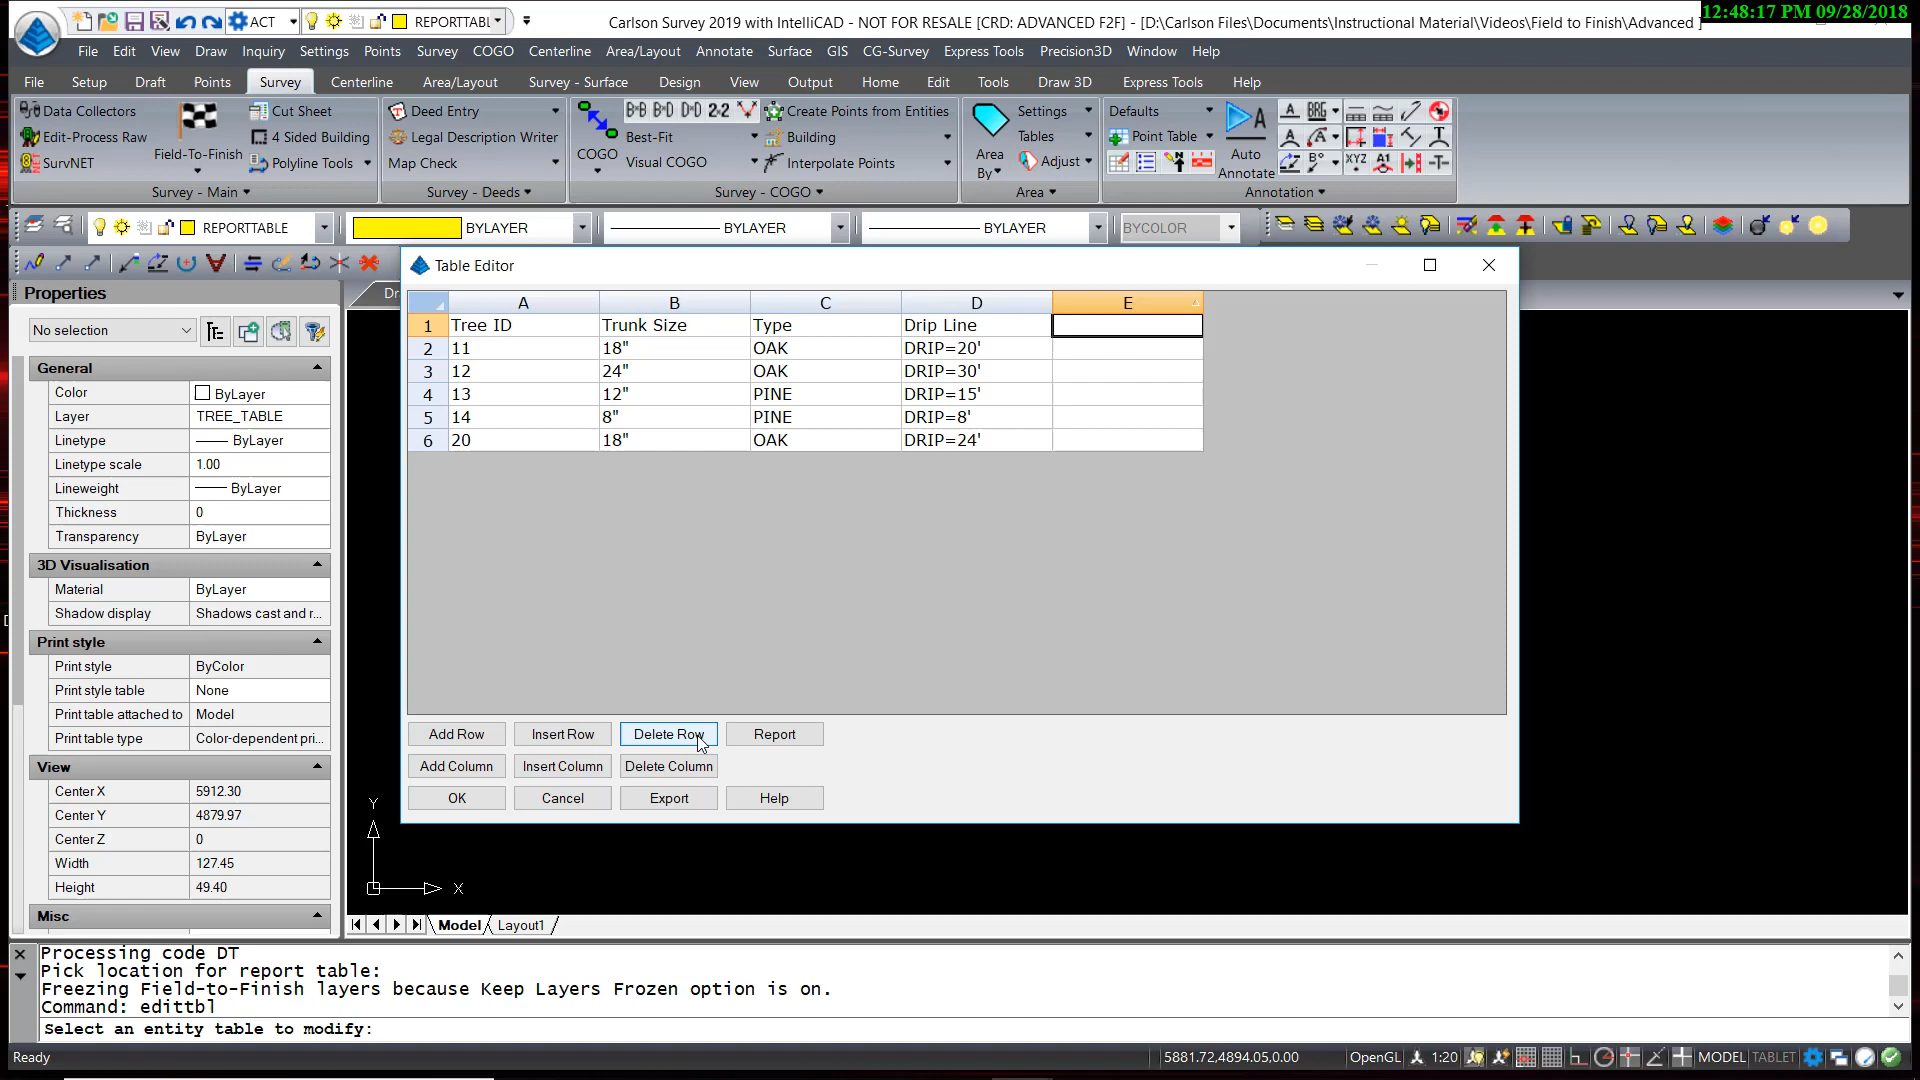 ACT
REPORTTABL
Carlson Survey 2019 with IntelliCAD - NOT FOR RESALE [CRD: ADVANCED F2F] - [D:\Carlson Files\Documents\Instructional Material\Videos\Field to Finish\Advanced ]
12:48:17 PM 09/28/2018
File Edit View Draw Inquiry Settings Points Survey COGO Centerline Area/Layout Annotate Surface GIS CG-Survey Express Tools Precision3D Window Help
File Setup Draft Points Survey Centerline Area/Layout Survey - Surface Design View Output Home Edit Tools Draw 3D Express Tools Help
Data Collectors
Edit-Process Raw
SurvNET
Field-To-Finish
Cut Sheet
4 Sided Building
Polyline Tools
Survey - Main
Deed Entry
Legal Description Writer
Map Check
Survey - Deeds
COGO
B=B B=D D=D 2-2
Best-Fit
Visual COGO
Create Points from Entities
Building
Interpolate Points
Survey - COGO
Area By
Settings
Tables
Adjust
Area
Defaults
Point Table
Auto Annotate
BRG
XYZ
Annotation
REPORTTABLE
BYLAYER
BYLAYER
BYLAYER
BYCOLOR
Properties
No selection
General
Color ByLayer
Layer TREE_TABLE
Linetype ByLayer
Linetype scale 1.00
Lineweight ByLayer
Thickness 0
Transparency ByLayer
3D Visualisation
Material ByLayer
Shadow display Shadows cast and r...
Print style
Print style ByColor
Print style table None
Print table attached to Model
Print table type Color-dependent pri...
View
Center X 5912.30
Center Y 4879.97
Center Z 0
Width 127.45
Height 49.40
Misc
Table Editor
A B C D E
1 Tree ID Trunk Size Type Drip Line
2 11 18" OAK DRIP=20'
3 12 24" OAK DRIP=30'
4 13 12" PINE DRIP=15'
5 14 8" PINE DRIP=8'
6 20 18" OAK DRIP=24'
Add Row Insert Row Delete Row Report
Add Column Insert Column Delete Column
OK Cancel Export Help
Y
X
Model Layout1
Processing code DT
Pick location for report table:
Freezing Field-to-Finish layers because Keep Layers Frozen option is on.
Command: edittbl
Select an entity table to modify:
Ready
5881.72,4894.05,0.00 OpenGL 1:20 MODEL TABLET